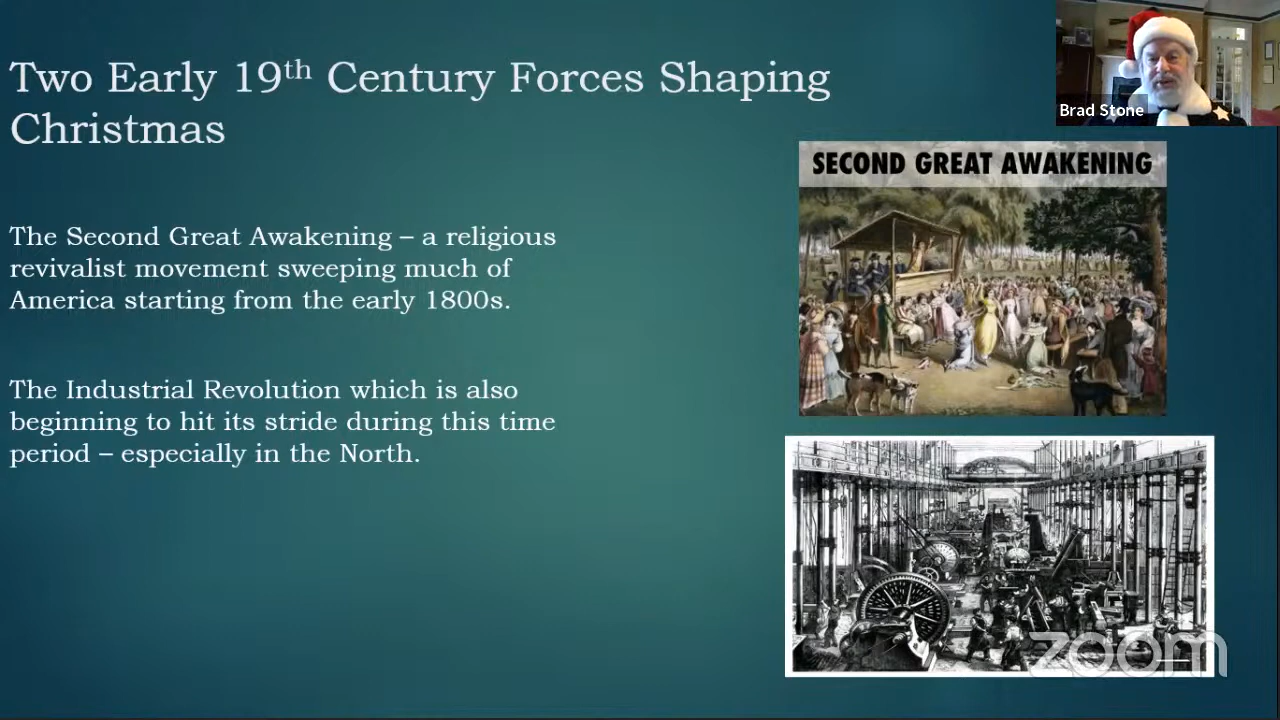 Two Early 19th Century Forces Shaping
Christmas
Brad Stone
SECOND GREAT AWAKENING
The Second Great Awakening – a religious
revivalist movement sweeping much of
America starting from the early 1800s.
The Industrial Revolution which is also
beginning to hit its stride during this time
period – especially in the North.
zoom